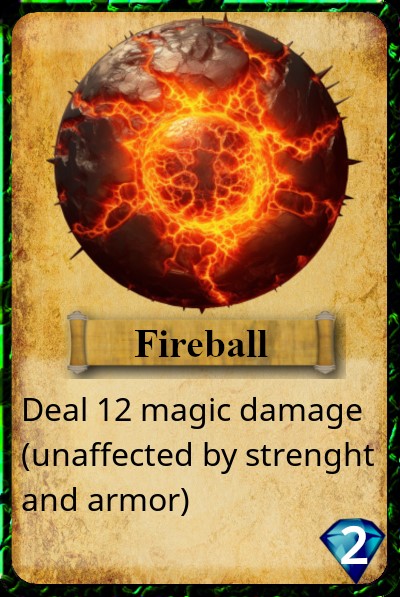 Fireball
Deal 12 magic damage
(unaffected by strenght
and armor)
2